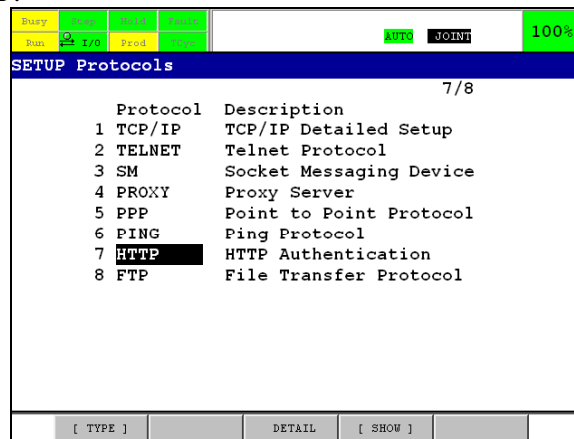 Busy Step Hold Fault
Run I/O Prod TCyc
AUTO JOINT 100%
SETUP Protocols
7/8
Protocol Description
1 TCP/IP TCP/IP Detailed Setup
2 TELNET Telnet Protocol
3 SM Socket Messaging Device
4 PROXY Proxy Server
5 PPP Point to Point Protocol
6 PING Ping Protocol
7 HTTP HTTP Authentication
8 FTP File Transfer Protocol
[ TYPE ] DETAIL [ SHOW ]